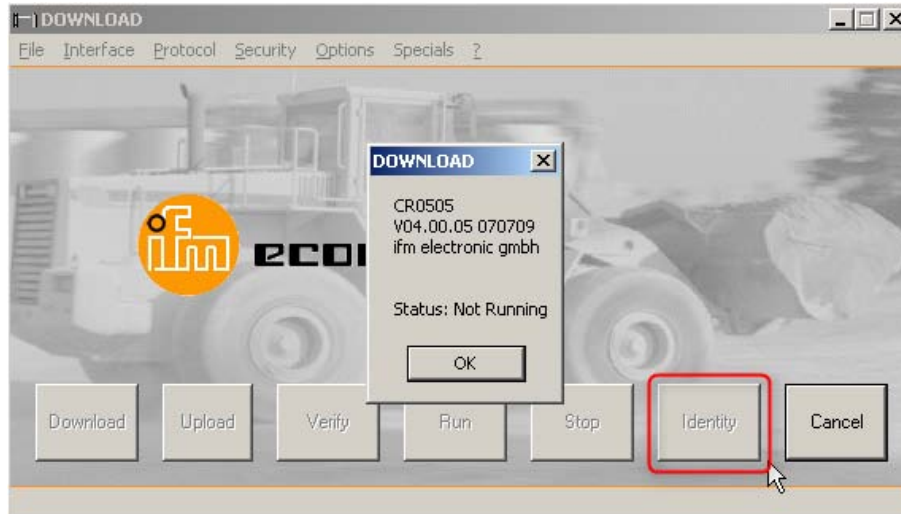 DOWNLOAD
File Interface Protocol Security Options Specials ?
DOWNLOAD
CR0505
V04.00.05 070709
ifm electronic gmbh
Status: Not Running
OK
ifm
Download Upload Verify Run Stop Identity Cancel